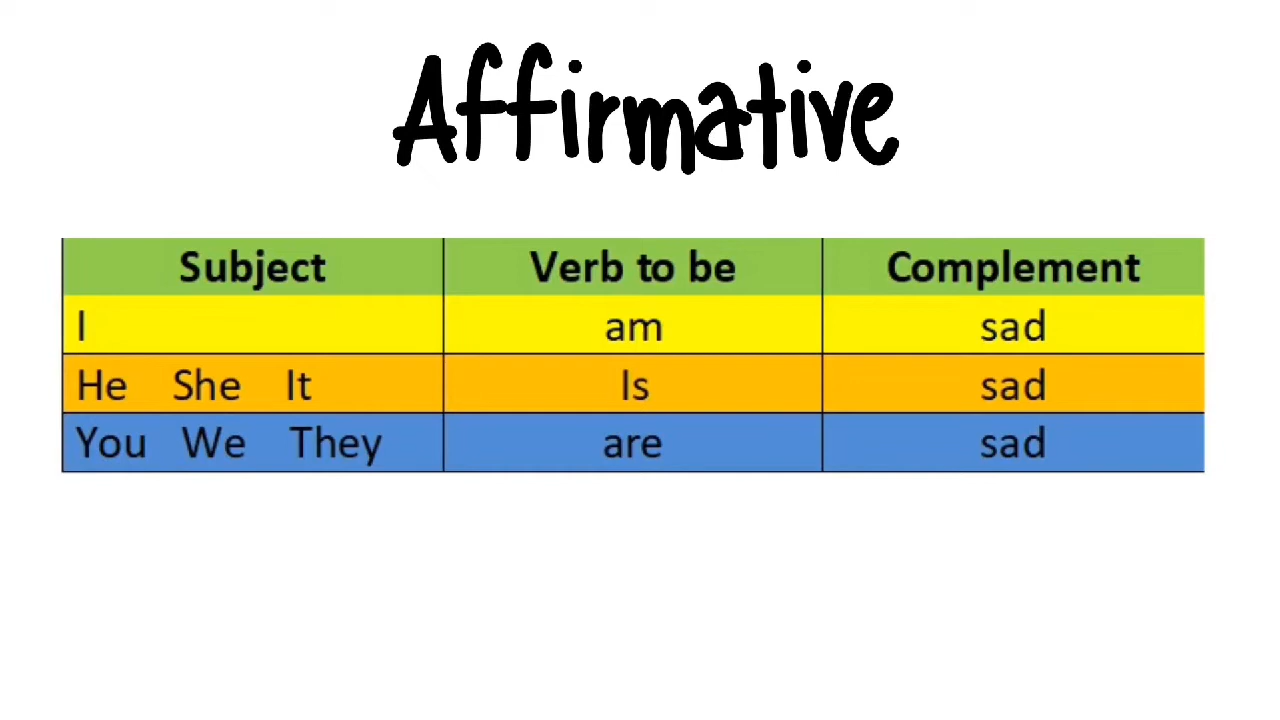 Affirmative
Subject Verb to be Complement
I am sad
He She It Is sad
You We They are sad